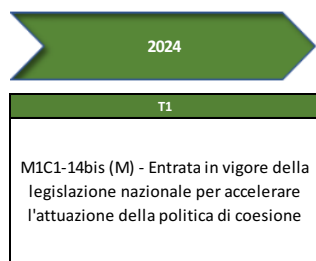 2024
T1
M1C1-14bis (M) - Entrata in vigore della
legislazione nazionale per accelerare
l'attuazione della politica di coesione